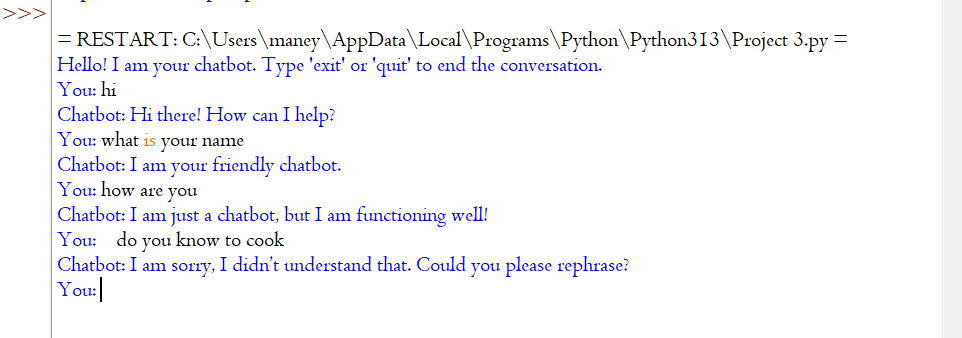 >>>
= RESTART: C:\Users\maney\AppData\Local\Programs\Python\Python313\Project 3.py =
Hello! I am your chatbot. Type 'exit' or 'quit' to end the conversation.
You: hi
Chatbot: Hi there! How can I help?
You: what is your name
Chatbot: I am your friendly chatbot.
You: how are you
Chatbot: I am just a chatbot, but I am functioning well!
You:    do you know to cook
Chatbot: I am sorry, I didn't understand that. Could you please rephrase?
You: